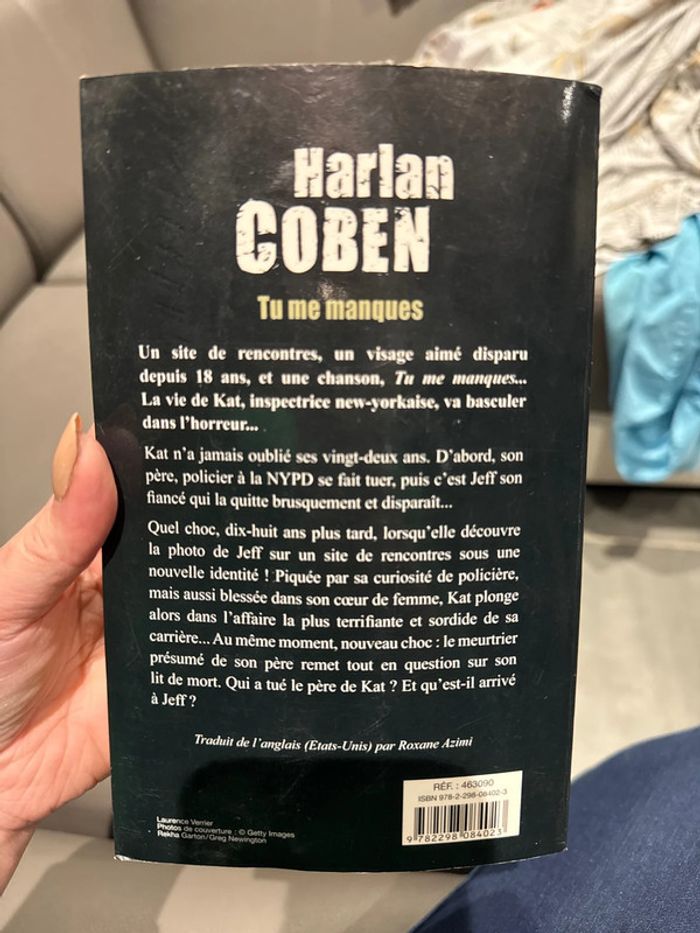 Harlan
COBEN
Tu me manques
Un site de rencontres, un visage aimé disparu
depuis 18 ans, et une chanson, Tu me manques...
La vie de Kat, inspectrice new-yorkaise, va basculer
dans l'horreur...
Kat n'a jamais oublié ses vingt-deux ans. D'abord, son
père, policier à la NYPD se fait tuer, puis c'est Jeff son
fiancé qui la quitte brusquement et disparaît...
Quel choc, dix-huit ans plus tard, lorsqu'elle découvre
la photo de Jeff sur un site de rencontres sous une
nouvelle identité ! Piquée par sa curiosité de policière,
mais aussi blessée dans son cœur de femme, Kat plonge
alors dans l'affaire la plus terrifiante et sordide de sa
carrière... Au même moment, nouveau choc : le meurtrier
présumé de son père remet tout en question sur son
lit de mort. Qui a tué le père de Kat ? Et qu'est-il arrivé
à Jeff ?
Traduit de l'anglais (Etats-Unis) par Roxane Azimi
RÉF. : 463090
ISBN 978-2-298-08402-3
9 782298 084023
Laurence Verrier
Photos de couverture : © Getty Images
Rekha Garton/Greg Newington